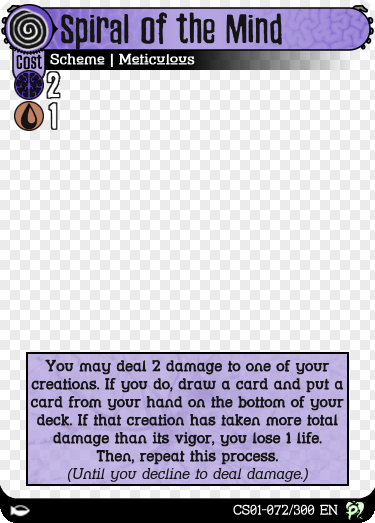 Spiral of the Mind
Cost
Scheme | Meticulous
2
1
You may deal 2 damage to one of your
creations. If you do, draw a card and put a
card from your hand on the bottom of your
deck. If that creation has taken more total
damage than its vigor, you lose 1 life.
Then, repeat this process.
(Until you decline to deal damage.)
CS01-072/300 EN